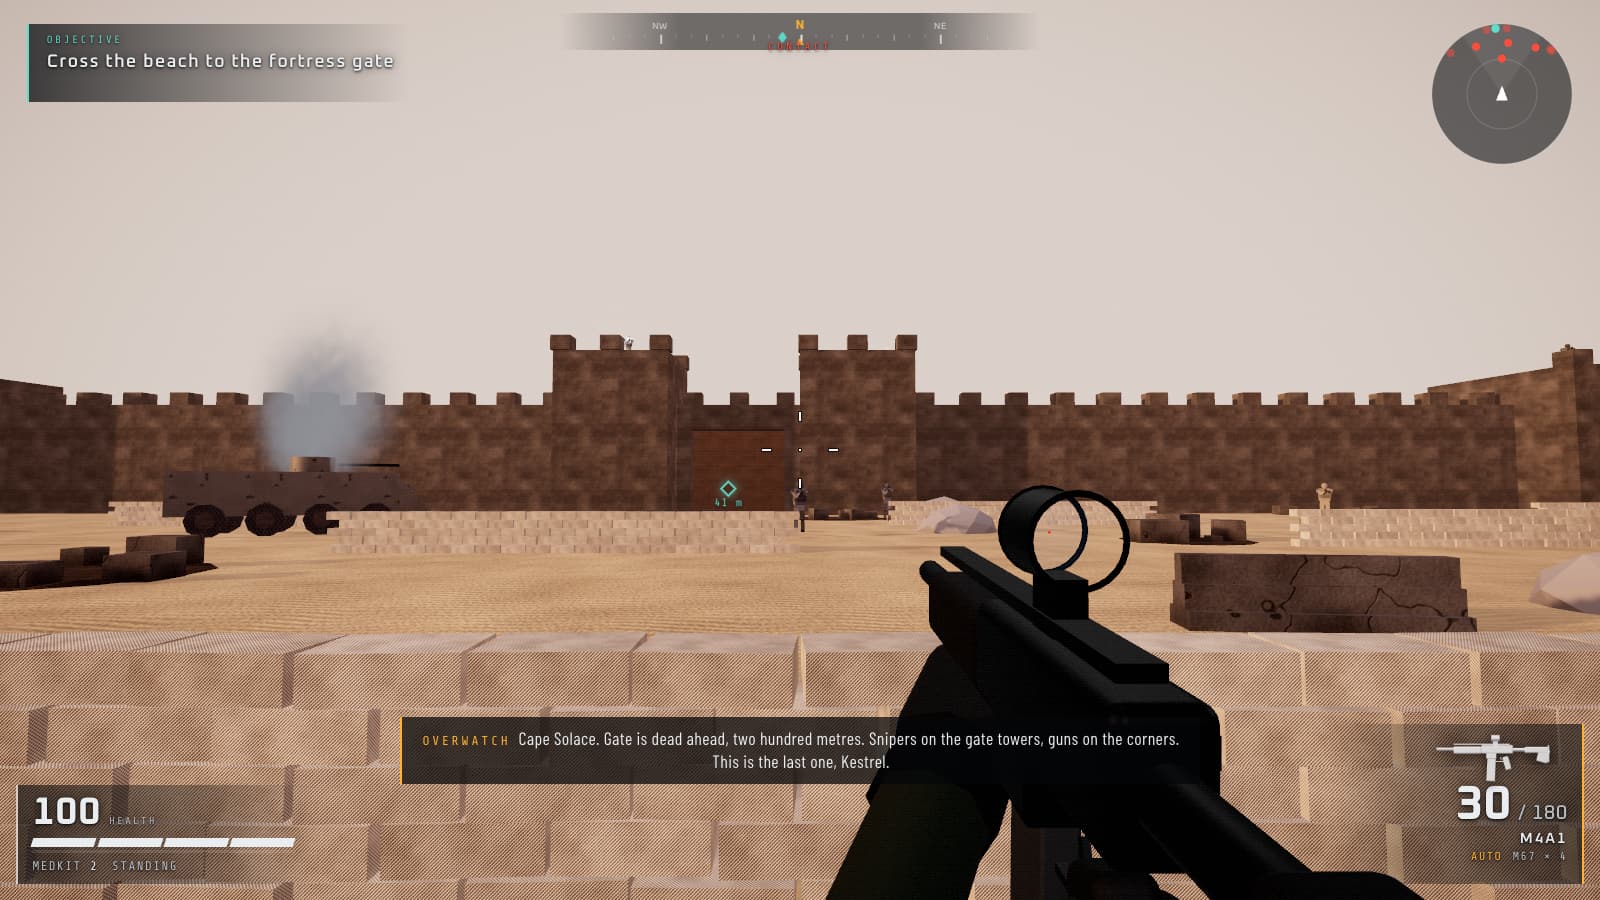 OBJECTIVE
Cross the beach to the fortress gate
NW N NE
CONTACT
41 m
OVERWATCH Cape Solace. Gate is dead ahead, two hundred metres. Snipers on the gate towers, guns on the corners.
This is the last one, Kestrel.
100 HEALTH
MEDKIT 2 STANDING
30 / 180
M4A1
AUTO M67 × 4